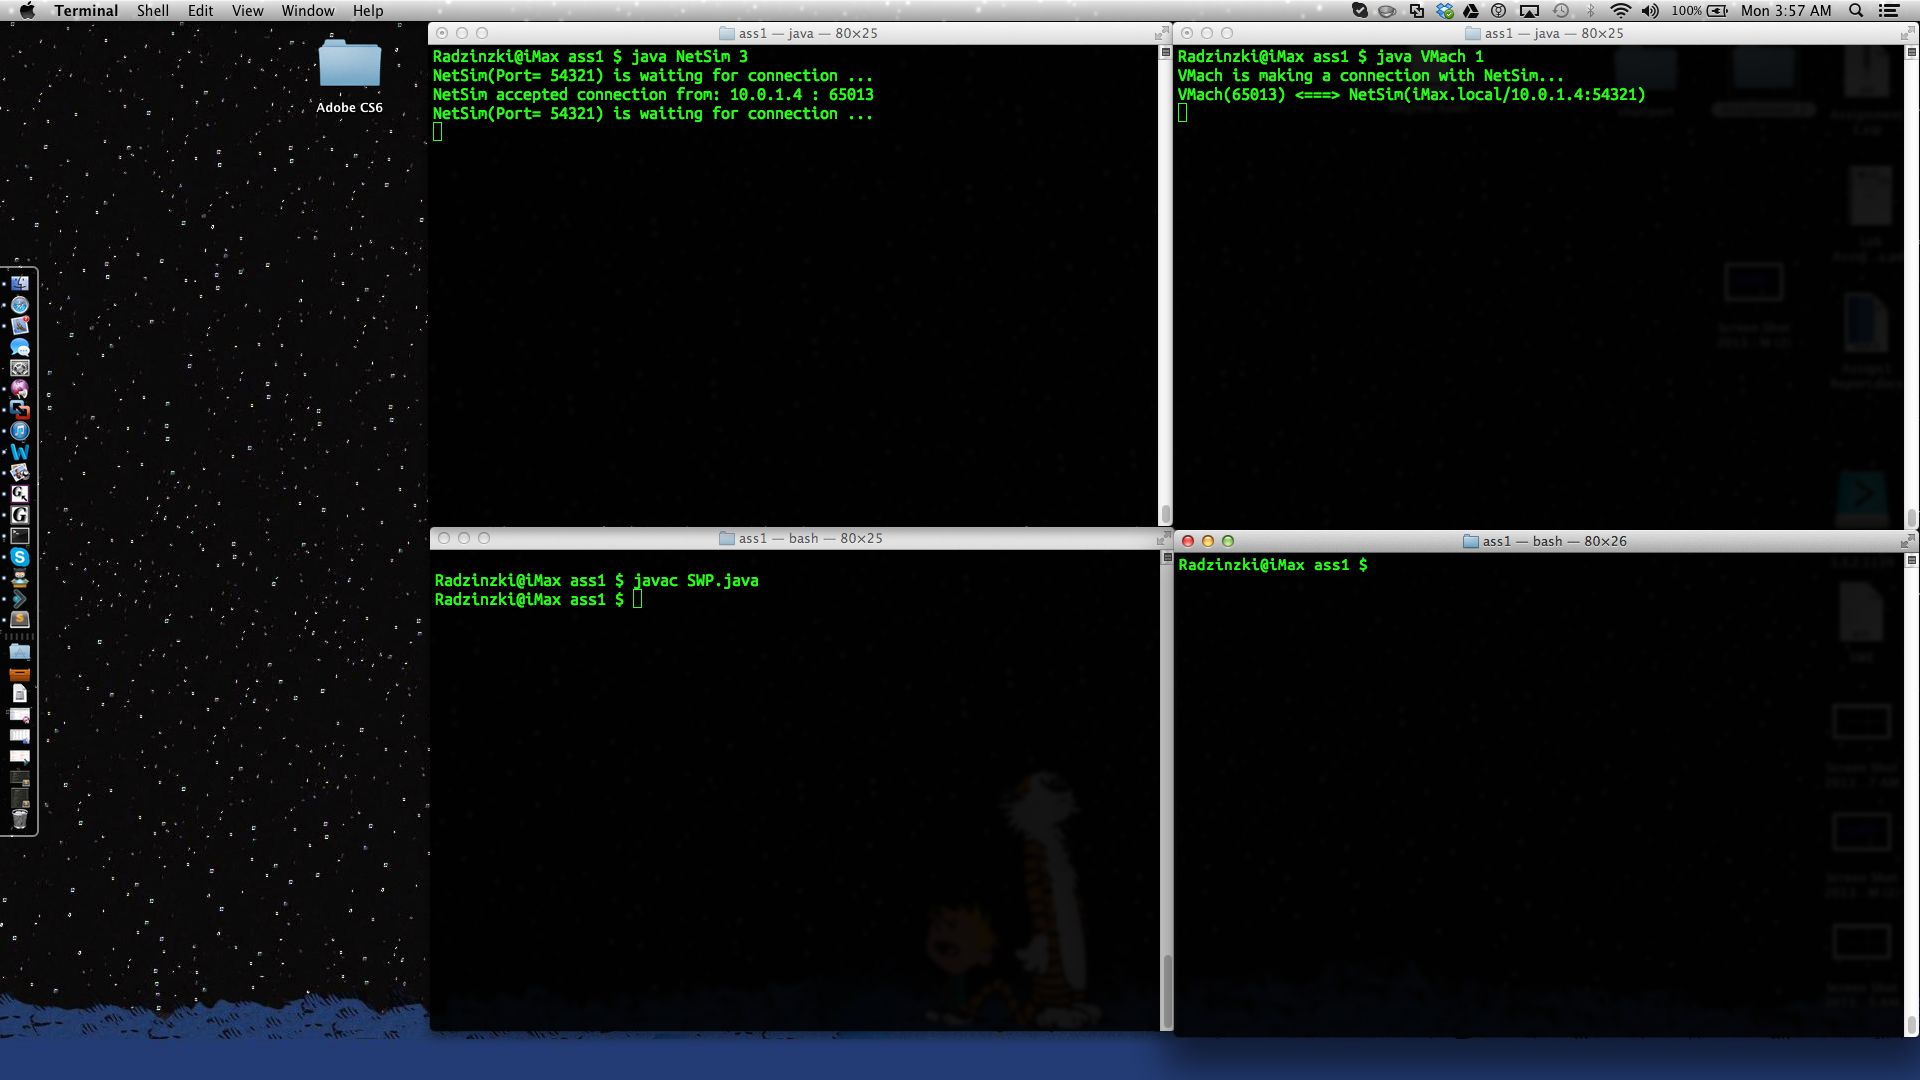 Terminal Shell Edit View Window Help
100% Mon 3:57 AM
Adobe CS6
ass1 — java — 80×25
Radzinzki@iMax ass1 $ java NetSim 3
NetSim(Port= 54321) is waiting for connection ...
NetSim accepted connection from: 10.0.1.4 : 65013
NetSim(Port= 54321) is waiting for connection ...
ass1 — java — 80×25
Radzinzki@iMax ass1 $ java VMach 1
VMach is making a connection with NetSim...
VMach(65013) <===> NetSim(iMax.local/10.0.1.4:54321)
ass1 — bash — 80×25
Radzinzki@iMax ass1 $ javac SWP.java
Radzinzki@iMax ass1 $
ass1 — bash — 80×26
Radzinzki@iMax ass1 $